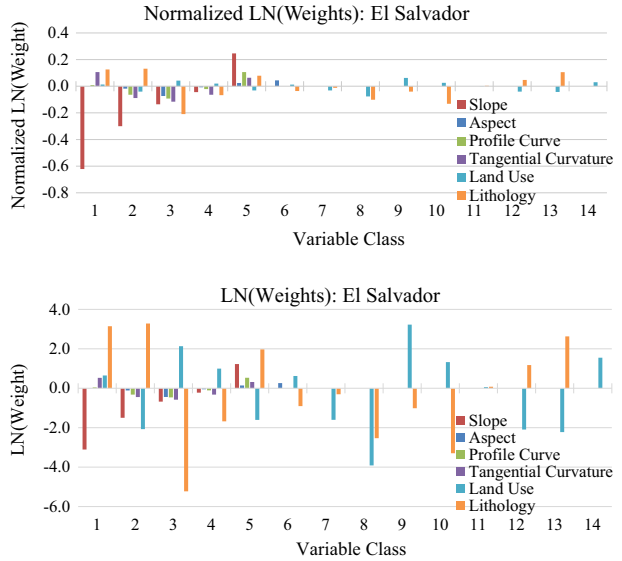 Normalized LN(Weights): El Salvador
Normalized LN(Weight)
0.4
0.2
0.0
-0.2
-0.4
-0.6
-0.8
Slope
Aspect
Profile Curve
Tangential Curvature
Land Use
Lithology
1 2 3 4 5 6 7 8 9 10 11 12 13 14
Variable Class
LN(Weights): El Salvador
LN(Weight)
4.0
2.0
0.0
-2.0
-4.0
-6.0
Slope
Aspect
Profile Curve
Tangential Curvature
Land Use
Lithology
1 2 3 4 5 6 7 8 9 10 11 12 13 14
Variable Class